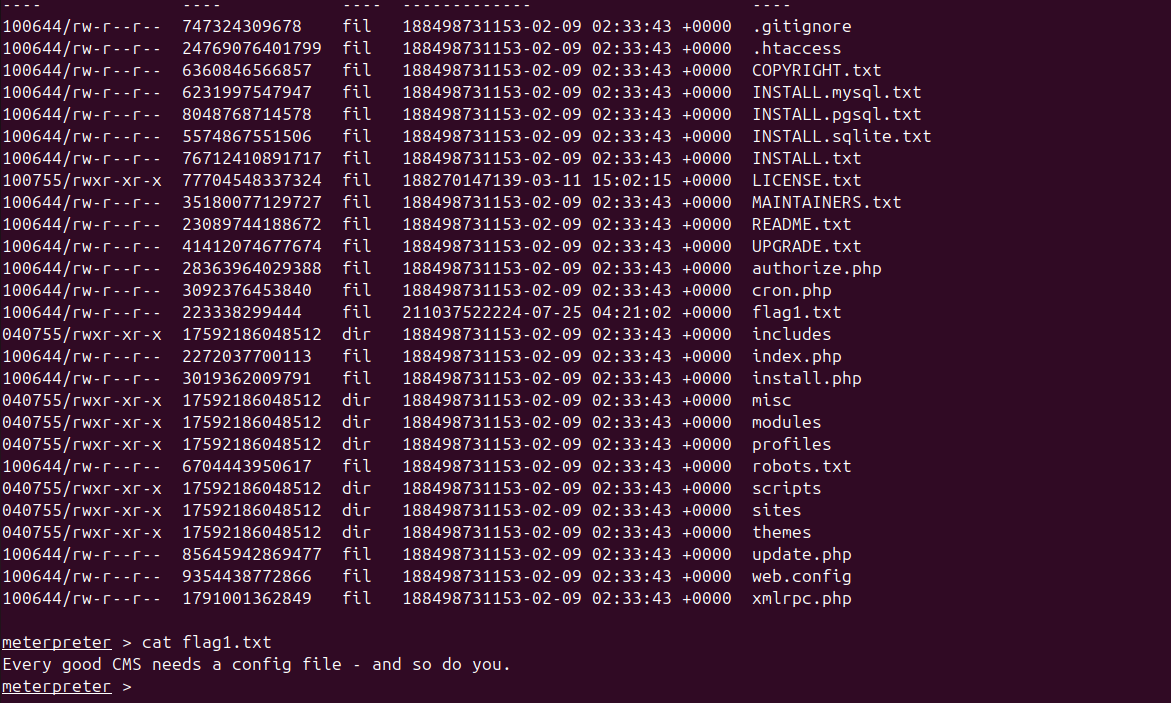 ----              ----            ----  -------------                      ----
100644/rw-r--r--  747324309678    fil   188498731153-02-09 02:33:43 +0000  .gitignore
100644/rw-r--r--  24769076401799  fil   188498731153-02-09 02:33:43 +0000  .htaccess
100644/rw-r--r--  6360846566857   fil   188498731153-02-09 02:33:43 +0000  COPYRIGHT.txt
100644/rw-r--r--  6231997547947   fil   188498731153-02-09 02:33:43 +0000  INSTALL.mysql.txt
100644/rw-r--r--  8048768714578   fil   188498731153-02-09 02:33:43 +0000  INSTALL.pgsql.txt
100644/rw-r--r--  5574867551506   fil   188498731153-02-09 02:33:43 +0000  INSTALL.sqlite.txt
100644/rw-r--r--  76712410891717  fil   188498731153-02-09 02:33:43 +0000  INSTALL.txt
100755/rwxr-xr-x  77704548337324  fil   188270147139-03-11 15:02:15 +0000  LICENSE.txt
100644/rw-r--r--  35180077129727  fil   188498731153-02-09 02:33:43 +0000  MAINTAINERS.txt
100644/rw-r--r--  23089744188672  fil   188498731153-02-09 02:33:43 +0000  README.txt
100644/rw-r--r--  41412074677674  fil   188498731153-02-09 02:33:43 +0000  UPGRADE.txt
100644/rw-r--r--  28363964029388  fil   188498731153-02-09 02:33:43 +0000  authorize.php
100644/rw-r--r--  3092376453840   fil   188498731153-02-09 02:33:43 +0000  cron.php
100644/rw-r--r--  223338299444    fil   211037522224-07-25 04:21:02 +0000  flag1.txt
040755/rwxr-xr-x  17592186048512  dir   188498731153-02-09 02:33:43 +0000  includes
100644/rw-r--r--  2272037700113   fil   188498731153-02-09 02:33:43 +0000  index.php
100644/rw-r--r--  3019362009791   fil   188498731153-02-09 02:33:43 +0000  install.php
040755/rwxr-xr-x  17592186048512  dir   188498731153-02-09 02:33:43 +0000  misc
040755/rwxr-xr-x  17592186048512  dir   188498731153-02-09 02:33:43 +0000  modules
040755/rwxr-xr-x  17592186048512  dir   188498731153-02-09 02:33:43 +0000  profiles
100644/rw-r--r--  6704443950617   fil   188498731153-02-09 02:33:43 +0000  robots.txt
040755/rwxr-xr-x  17592186048512  dir   188498731153-02-09 02:33:43 +0000  scripts
040755/rwxr-xr-x  17592186048512  dir   188498731153-02-09 02:33:43 +0000  sites
040755/rwxr-xr-x  17592186048512  dir   188498731153-02-09 02:33:43 +0000  themes
100644/rw-r--r--  85645942869477  fil   188498731153-02-09 02:33:43 +0000  update.php
100644/rw-r--r--  9354438772866   fil   188498731153-02-09 02:33:43 +0000  web.config
100644/rw-r--r--  1791001362849   fil   188498731153-02-09 02:33:43 +0000  xmlrpc.php
meterpreter > cat flag1.txt
Every good CMS needs a config file - and so do you.
meterpreter >